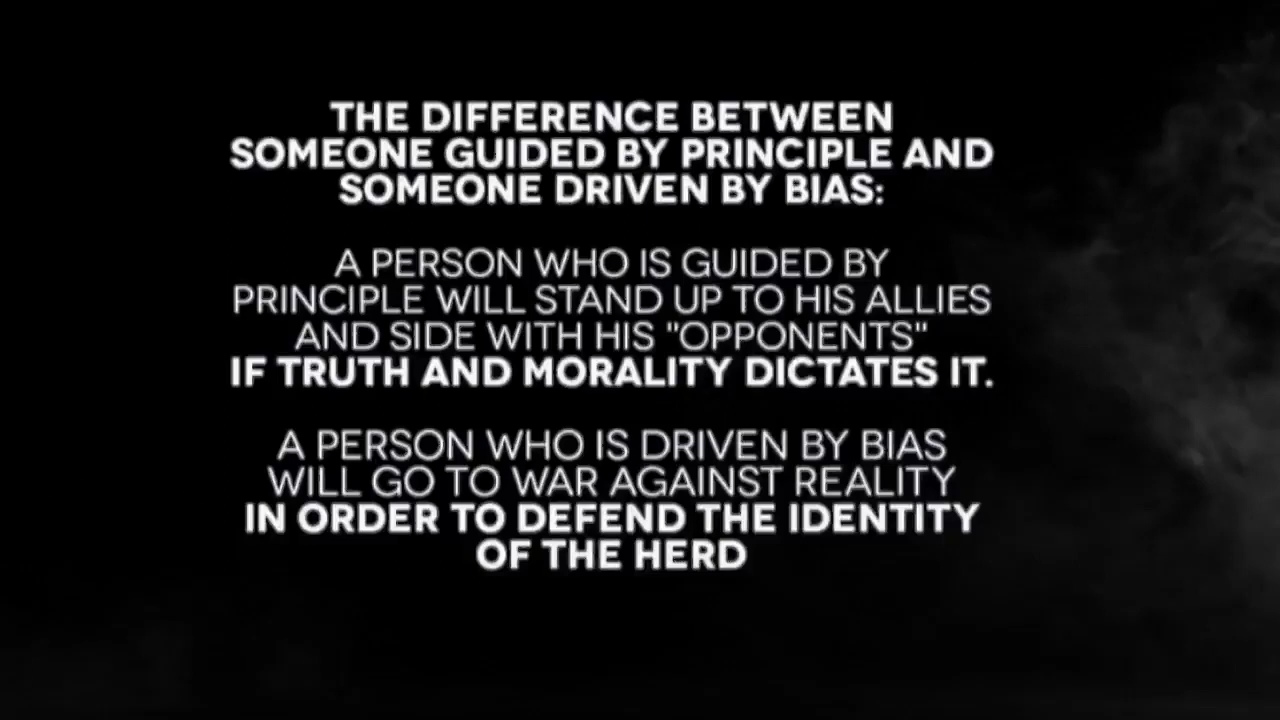 THE DIFFERENCE BETWEEN
SOMEONE GUIDED BY PRINCIPLE AND
SOMEONE DRIVEN BY BIAS:
A PERSON WHO IS GUIDED BY
PRINCIPLE WILL STAND UP TO HIS ALLIES
AND SIDE WITH HIS "OPPONENTS"
IF TRUTH AND MORALITY DICTATES IT.
A PERSON WHO IS DRIVEN BY BIAS
WILL GO TO WAR AGAINST REALITY
IN ORDER TO DEFEND THE IDENTITY
OF THE HERD